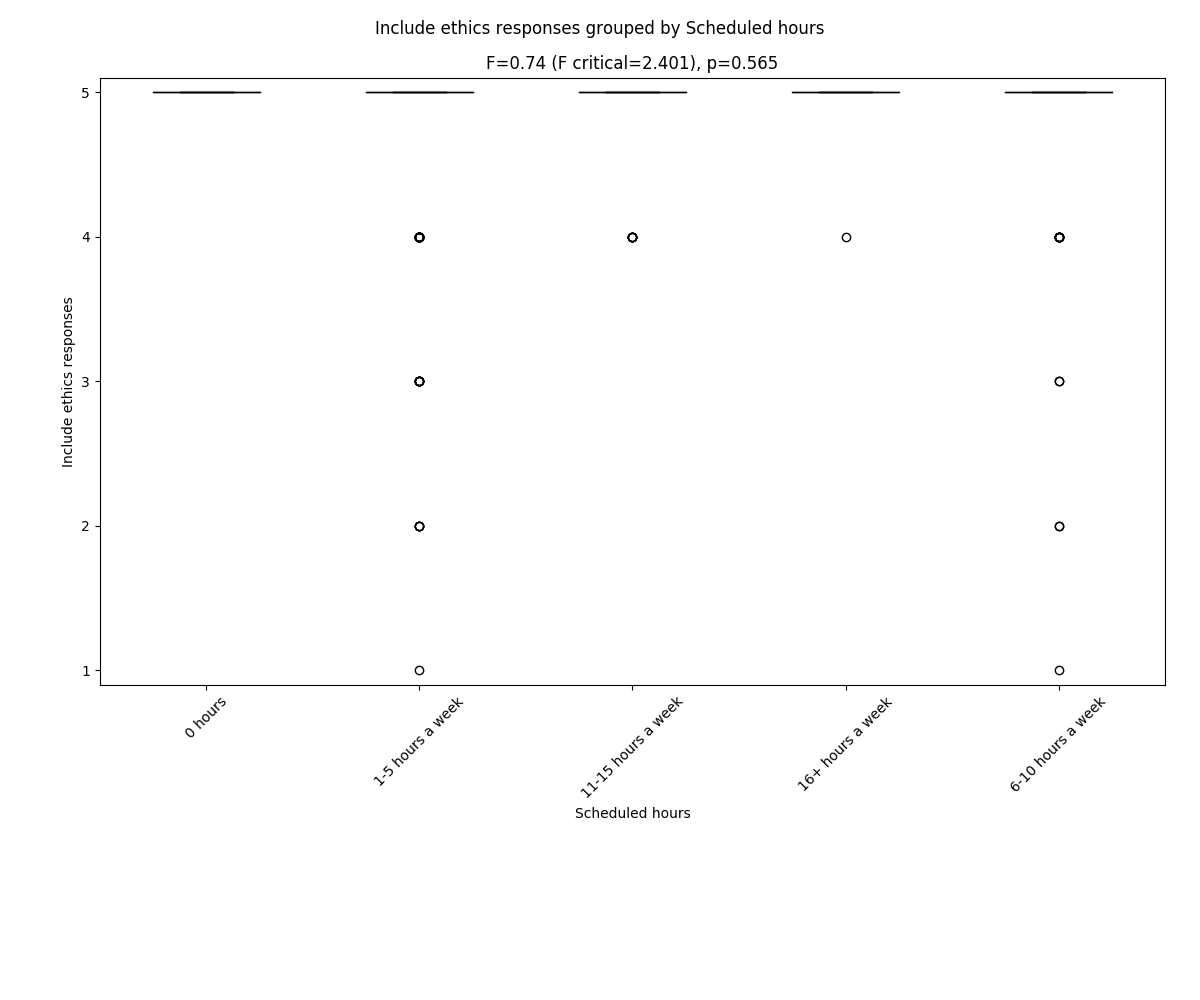 Include ethics responses grouped by Scheduled hours
F=0.74 (F critical=2.401), p=0.565
5
4
3
2
1
Include ethics responses
0 hours
1-5 hours a week
11-15 hours a week
16+ hours a week
6-10 hours a week
Scheduled hours